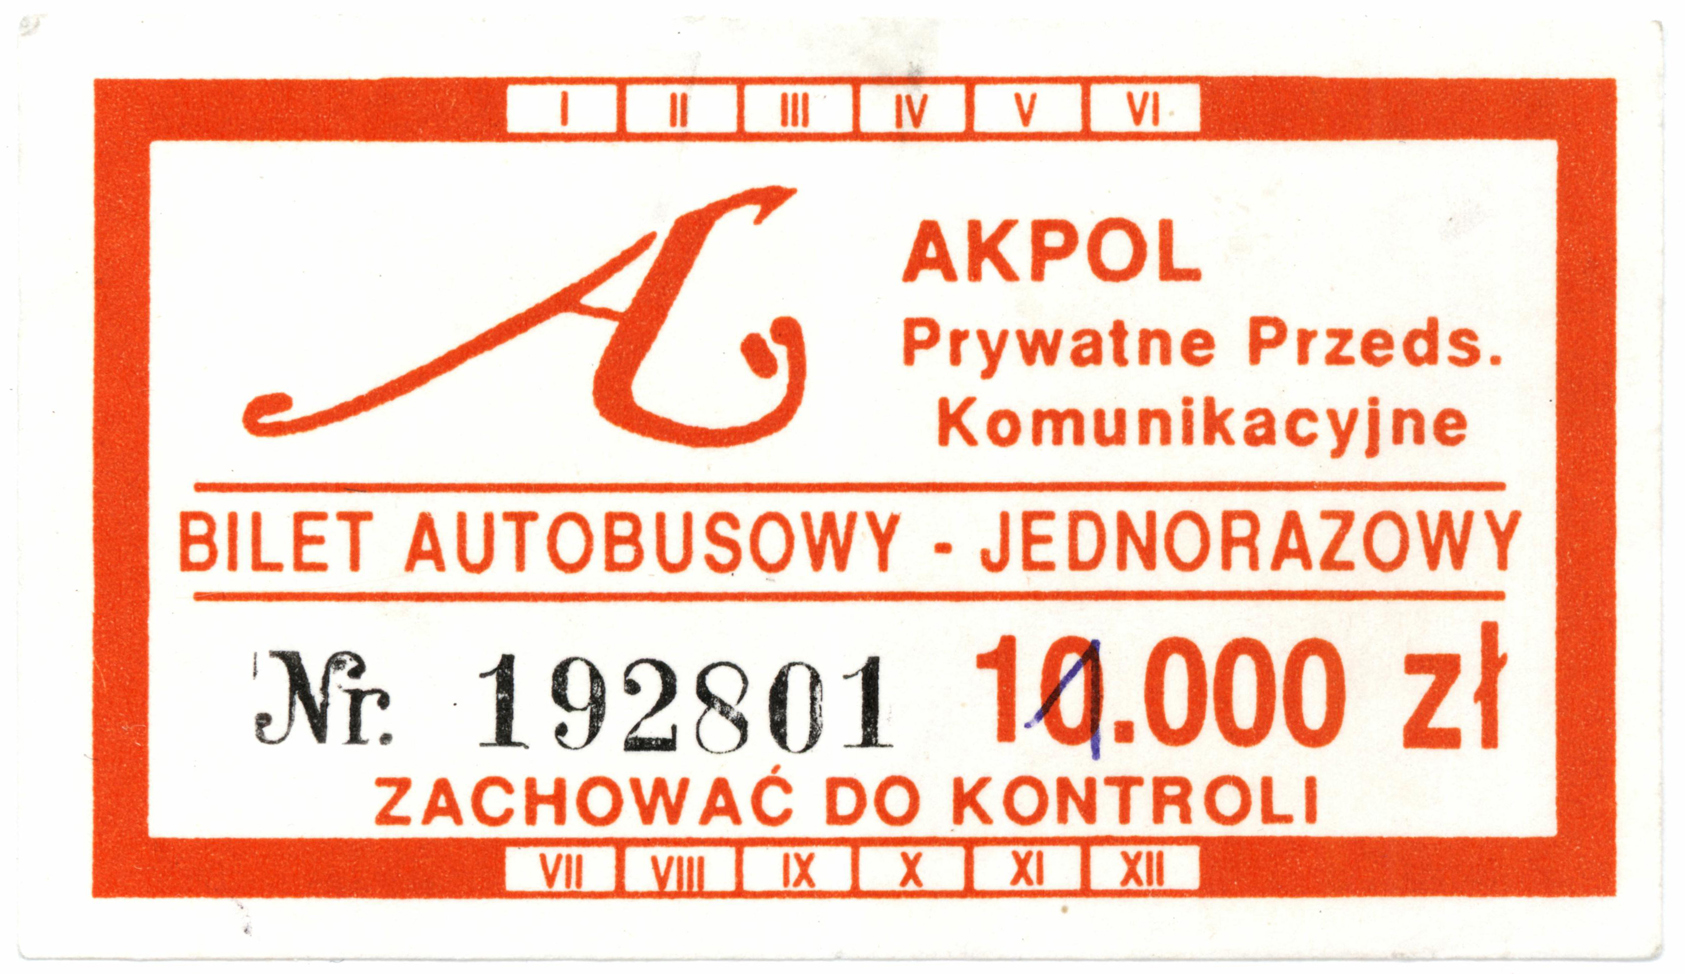 I II III IV V VI
A
AKPOL
Prywatne Przeds.
Komunikacyjne
BILET AUTOBUSOWY - JEDNORAZOWY
Nr. 192801 10.000 zł
1
ZACHOWAĆ DO KONTROLI
VII VIII IX X XI XII